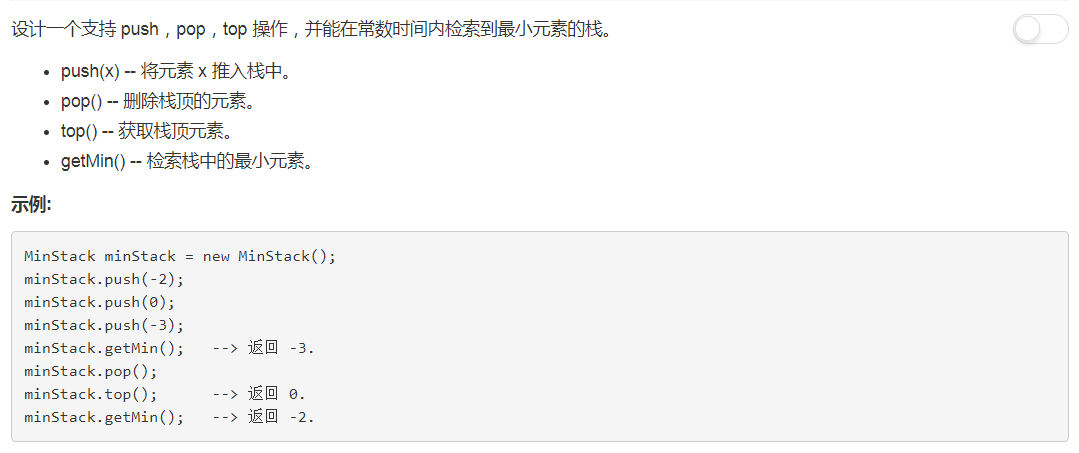 设计一个支持 push，pop，top 操作，并能在常数时间内检索到最小元素的栈。
• push(x) -- 将元素 x 推入栈中。
• pop() -- 删除栈顶的元素。
• top() -- 获取栈顶元素。
• getMin() -- 检索栈中的最小元素。
示例:
MinStack minStack = new MinStack();
minStack.push(-2);
minStack.push(0);
minStack.push(-3);
minStack.getMin();   --> 返回 -3.
minStack.pop();
minStack.top();      --> 返回 0.
minStack.getMin();   --> 返回 -2.